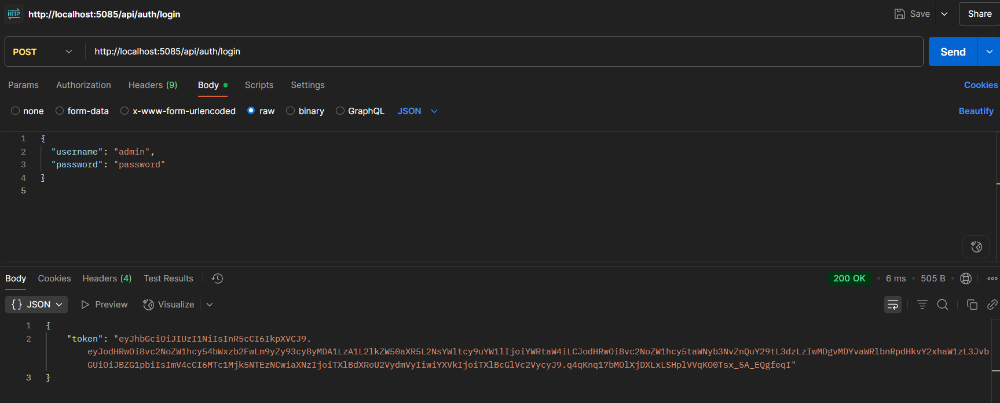 HTTP http://localhost:5085/api/auth/login Save Share
POST http://localhost:5085/api/auth/login Send
Params Authorization Headers (9) Body Scripts Settings Cookies
none form-data x-www-form-urlencoded raw binary GraphQL JSON Beautify
1 {
2 "username": "admin",
3 "password": "password"
4 }
5
Body Cookies Headers (4) Test Results 200 OK • 6 ms • 505 B •
{} JSON Preview Visualize
1 {
2 "token": "eyJhbGciOiJIUzI1NiIsInR5cCI6IkpXVCJ9.
eyJodHRwOi8vc2NoZW1hcy54bWxzb2FwLm9yZy93cy8yMDA1LzA1L2lkZW50aXR5L2NsYWltcy9uYW1lIjoiYWRtaW4iLCJodHRwOi8vc2NoZW1hcy5taWNyb3NvZnQuY29tL3dzLzIwMDgvMDYvaWRlbnRpdHkvY2xhaW1zL3Jvb
GUiOiJBZG1pbiIsImV4cCI6MTc1Mjk5NTEzNCwiaXNzIjoiTXlBdXRoU2VydmVyIiwiYXVkIjoiTXlBcGlVc2VycyJ9.q4qKnq17bMOlXjDXLxLSHplVVqKO0Tsx_5A_EQgfeqI"
3 }